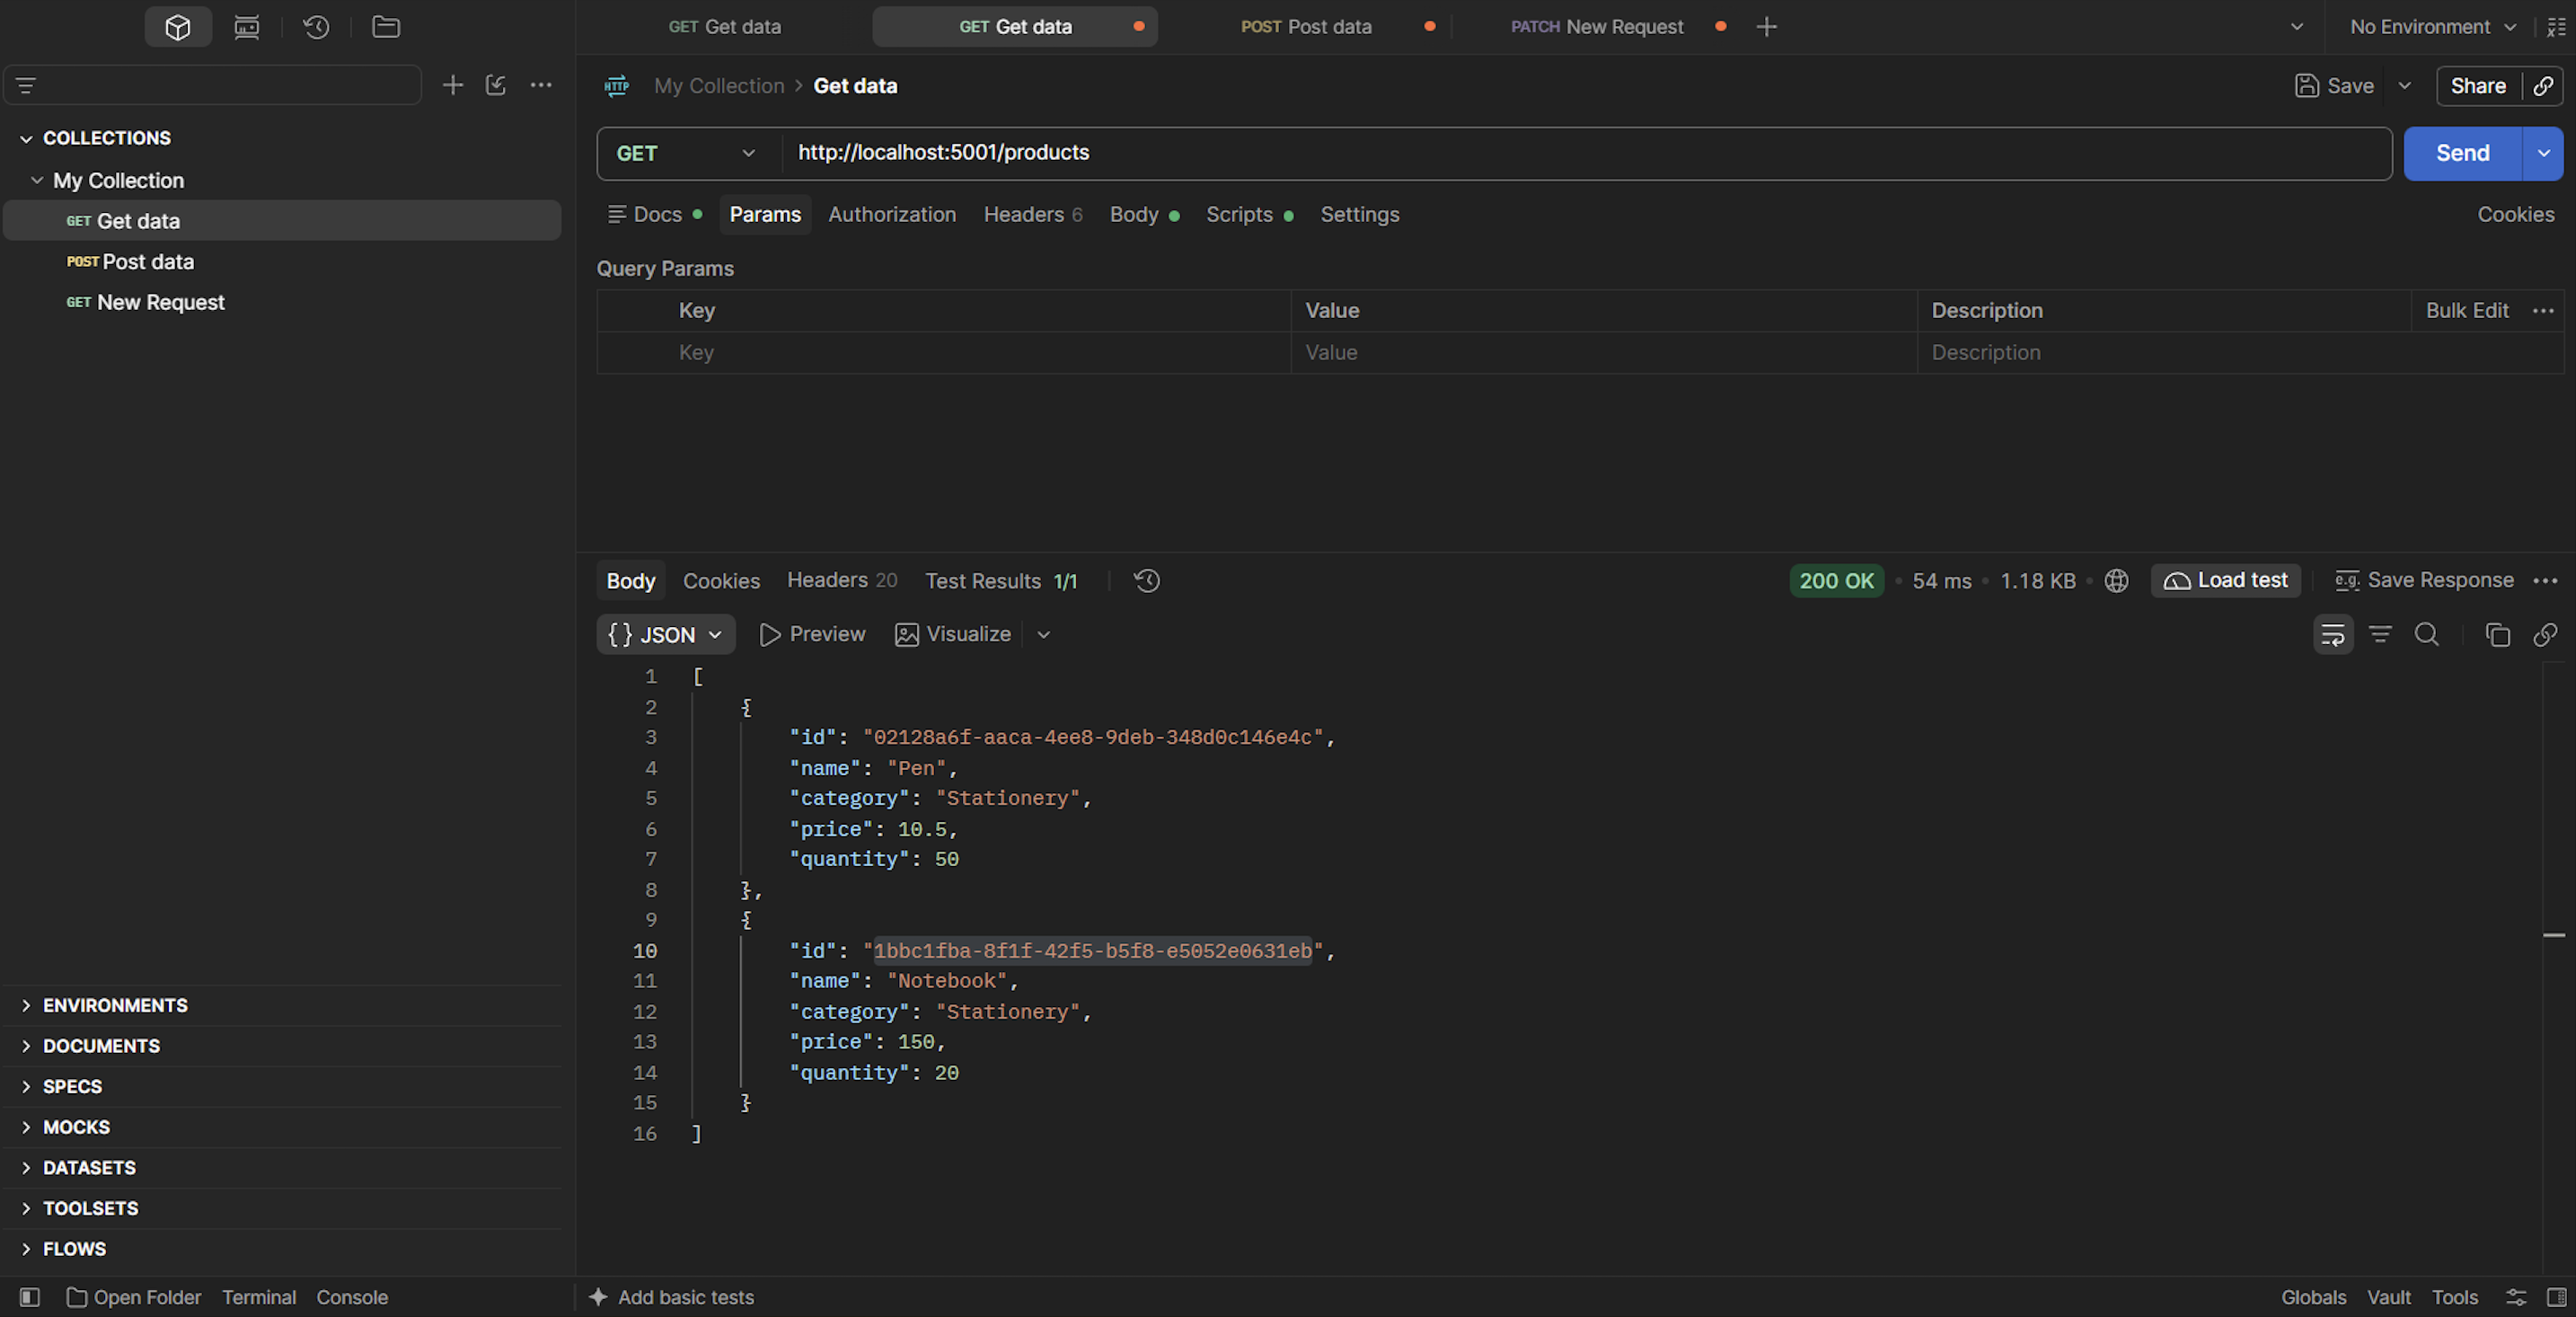 GET Get data
GET Get data
POST Post data
PATCH New Request
No Environment
My Collection > Get data
Save
Share
COLLECTIONS
My Collection
GET Get data
POST Post data
GET New Request
GET
http://localhost:5001/products
Send
Docs
Params
Authorization
Headers 6
Body
Scripts
Settings
Cookies
Query Params
Key Value Description Bulk Edit
Key Value Description
Body
Cookies
Headers 20
Test Results 1/1
200 OK
54 ms
1.18 KB
Load test
e.g. Save Response
{} JSON
Preview
Visualize
1 [
2 {
3 "id": "02128a6f-aaca-4ee8-9deb-348d0c146e4c",
4 "name": "Pen",
5 "category": "Stationery",
6 "price": 10.5,
7 "quantity": 50
8 },
9 {
10 "id": "1bbc1fba-8f1f-42f5-b5f8-e5052e0631eb",
11 "name": "Notebook",
12 "category": "Stationery",
13 "price": 150,
14 "quantity": 20
15 }
16 ]
ENVIRONMENTS
DOCUMENTS
SPECS
MOCKS
DATASETS
TOOLSETS
FLOWS
Open Folder
Terminal
Console
Add basic tests
Globals
Vault
Tools